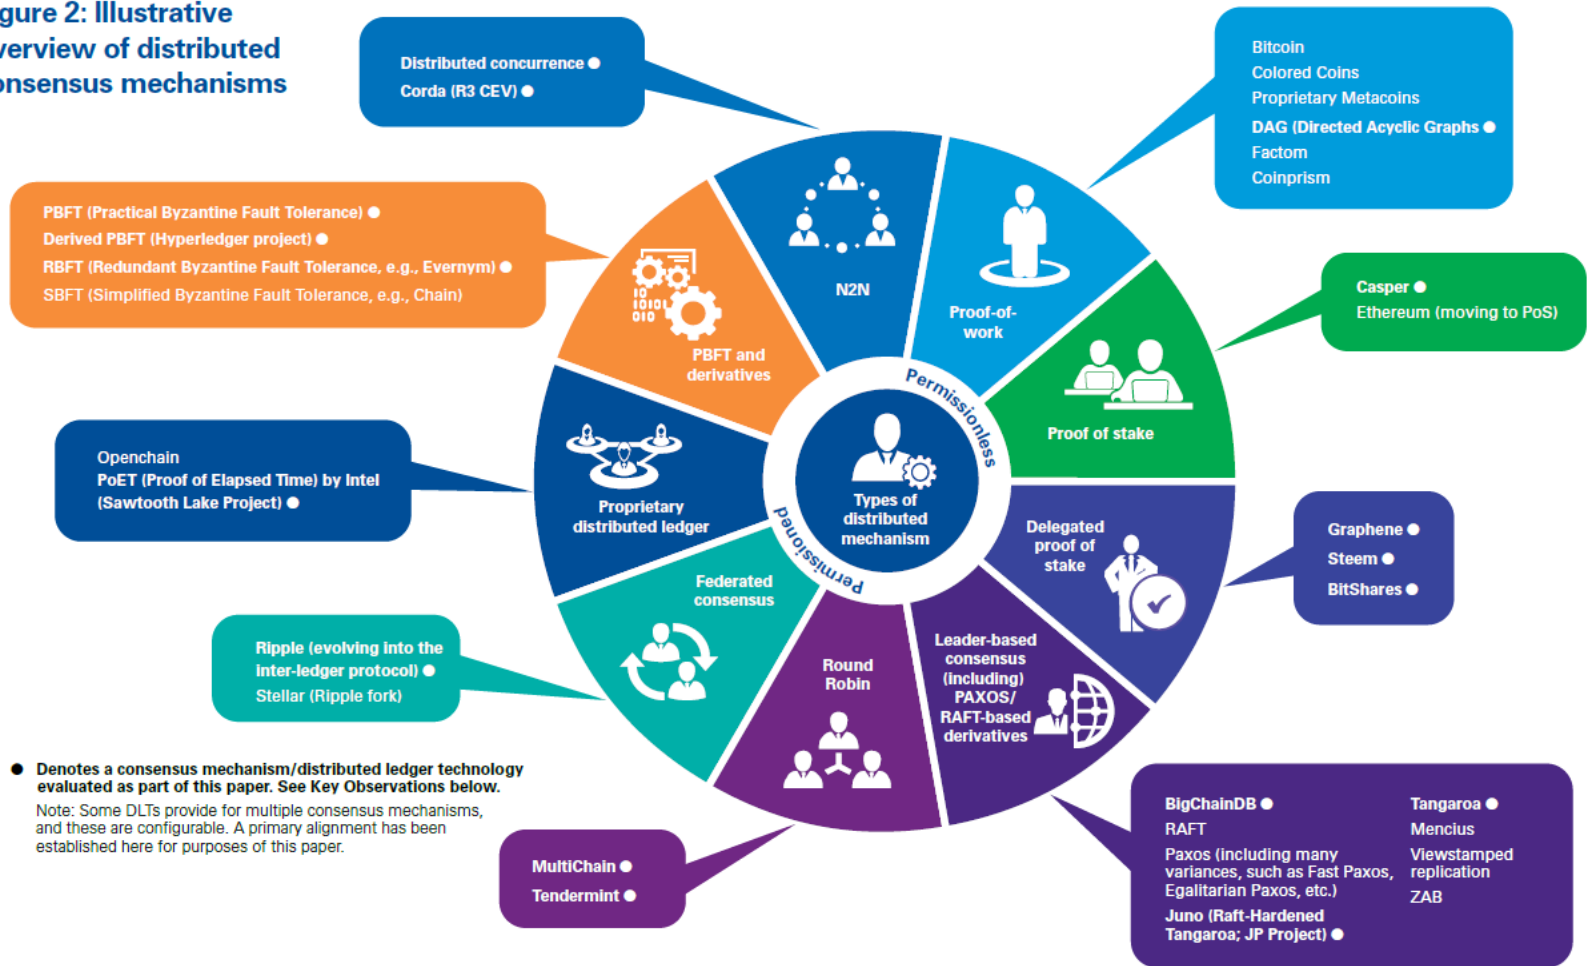 gure 2: Illustrative
verview of distributed
onsensus mechanisms
Distributed concurrence ●
Corda (R3 CEV) ●
Bitcoin
Colored Coins
Proprietary Metacoins
DAG (Directed Acyclic Graphs ●
Factom
Coinprism
PBFT (Practical Byzantine Fault Tolerance) ●
Derived PBFT (Hyperledger project) ●
RBFT (Redundant Byzantine Fault Tolerance, e.g., Evernym) ●
SBFT (Simplified Byzantine Fault Tolerance, e.g., Chain)
Casper ●
Ethereum (moving to PoS)
N2N
Proof-of-
work
PBFT and
derivatives
Proof of stake
Permissionless
Openchain
PoET (Proof of Elapsed Time) by Intel
(Sawtooth Lake Project) ●
Proprietary
distributed ledger
Types of
distributed
mechanism
Permissioned
Delegated
proof of
stake
Graphene ●
Steem ●
BitShares ●
Federated
consensus
Ripple (evolving into the
inter-ledger protocol) ●
Stellar (Ripple fork)
Round
Robin
Leader-based
consensus
(including)
PAXOS/
RAFT-based
derivatives
● Denotes a consensus mechanism/distributed ledger technology
evaluated as part of this paper. See Key Observations below.
Note: Some DLTs provide for multiple consensus mechanisms,
and these are configurable. A primary alignment has been
established here for purposes of this paper.
MultiChain ●
Tendermint ●
BigChainDB ●
RAFT
Paxos (including many
variances, such as Fast Paxos,
Egalitarian Paxos, etc.)
Juno (Raft-Hardened
Tangaroa; JP Project) ●
Tangaroa ●
Mencius
Viewstamped
replication
ZAB